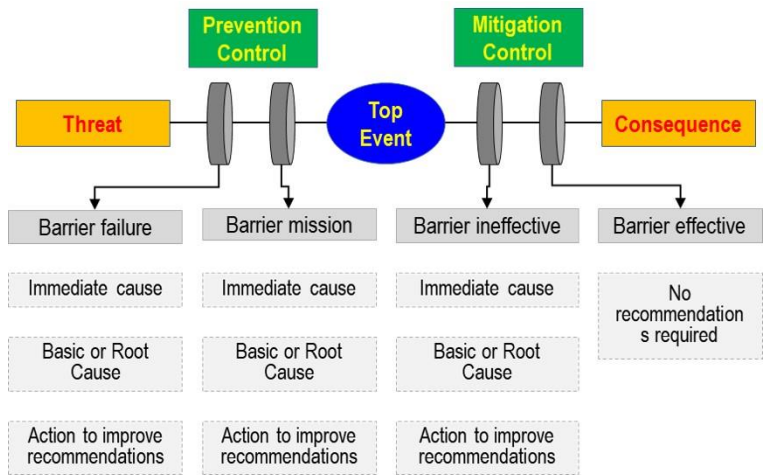 Prevention
Control
Mitigation
Control
Threat
Top
Event
Consequence
Barrier failure
Barrier mission
Barrier ineffective
Barrier effective
Immediate cause
Immediate cause
Immediate cause
No
recommendation
s required
Basic or Root
Cause
Basic or Root
Cause
Basic or Root
Cause
Action to improve
recommendations
Action to improve
recommendations
Action to improve
recommendations